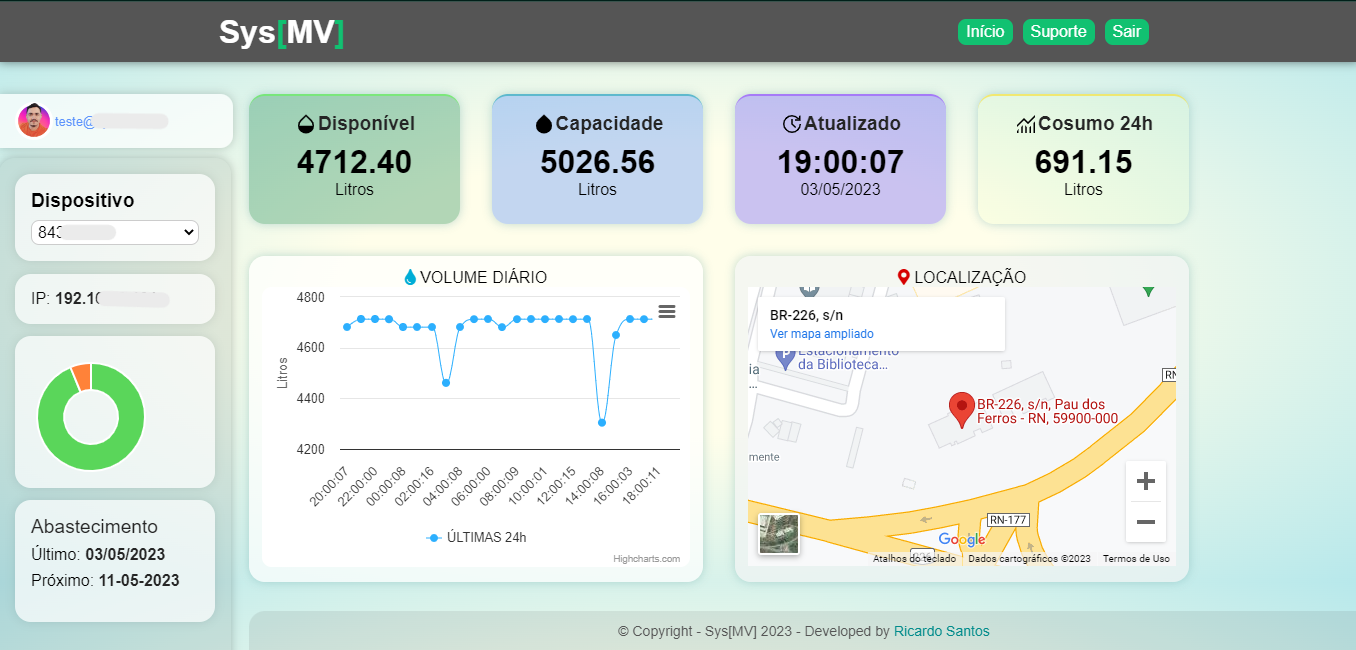 Sys[MV]
Início
Suporte
Sair
teste@
Dispositivo
843
IP: 192.10
Abastecimento
Último: 03/05/2023
Próximo: 11-05-2023
Disponível
4712.40
Litros
Capacidade
5026.56
Litros
Atualizado
19:00:07
03/05/2023
Cosumo 24h
691.15
Litros
VOLUME DIÁRIO
Litros
4800
4600
4400
4200
20:00:07
22:00:00
00:00:08
02:00:16
04:00:08
06:00:00
08:00:09
10:00:01
12:00:15
14:00:08
16:00:03
18:00:11
ÚLTIMAS 24h
Highcharts.com
LOCALIZAÇÃO
BR-226, s/n
Ver mapa ampliado
P
Estacionamento
da Biblioteca...
ia
...
RN
BR-226, s/n, Pau dos
Ferros - RN, 59900-000
mente
RN-177
Google
Atalhos do teclado
Dados cartográficos ©2023
Termos de Uso
© Copyright - Sys[MV] 2023 - Developed by Ricardo Santos